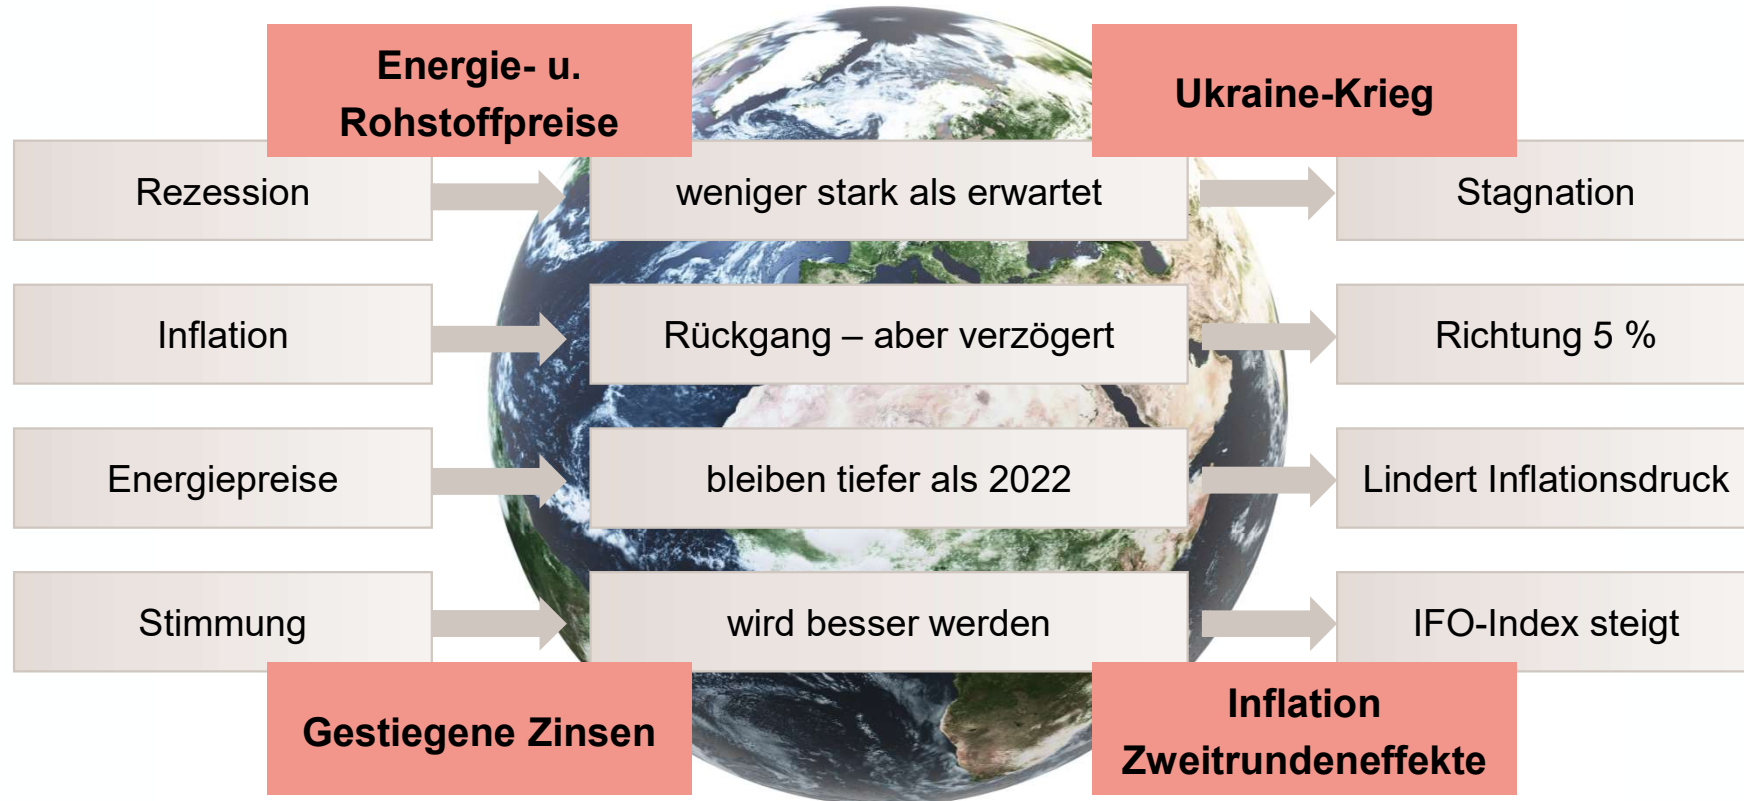 Energie- u.
Rohstoffpreise
Ukraine-Krieg
Rezession
weniger stark als erwartet
Stagnation
Inflation
Rückgang – aber verzögert
Richtung 5 %
Energiepreise
bleiben tiefer als 2022
Lindert Inflationsdruck
Stimmung
wird besser werden
IFO-Index steigt
Gestiegene Zinsen
Inflation
Zweitrundeneffekte